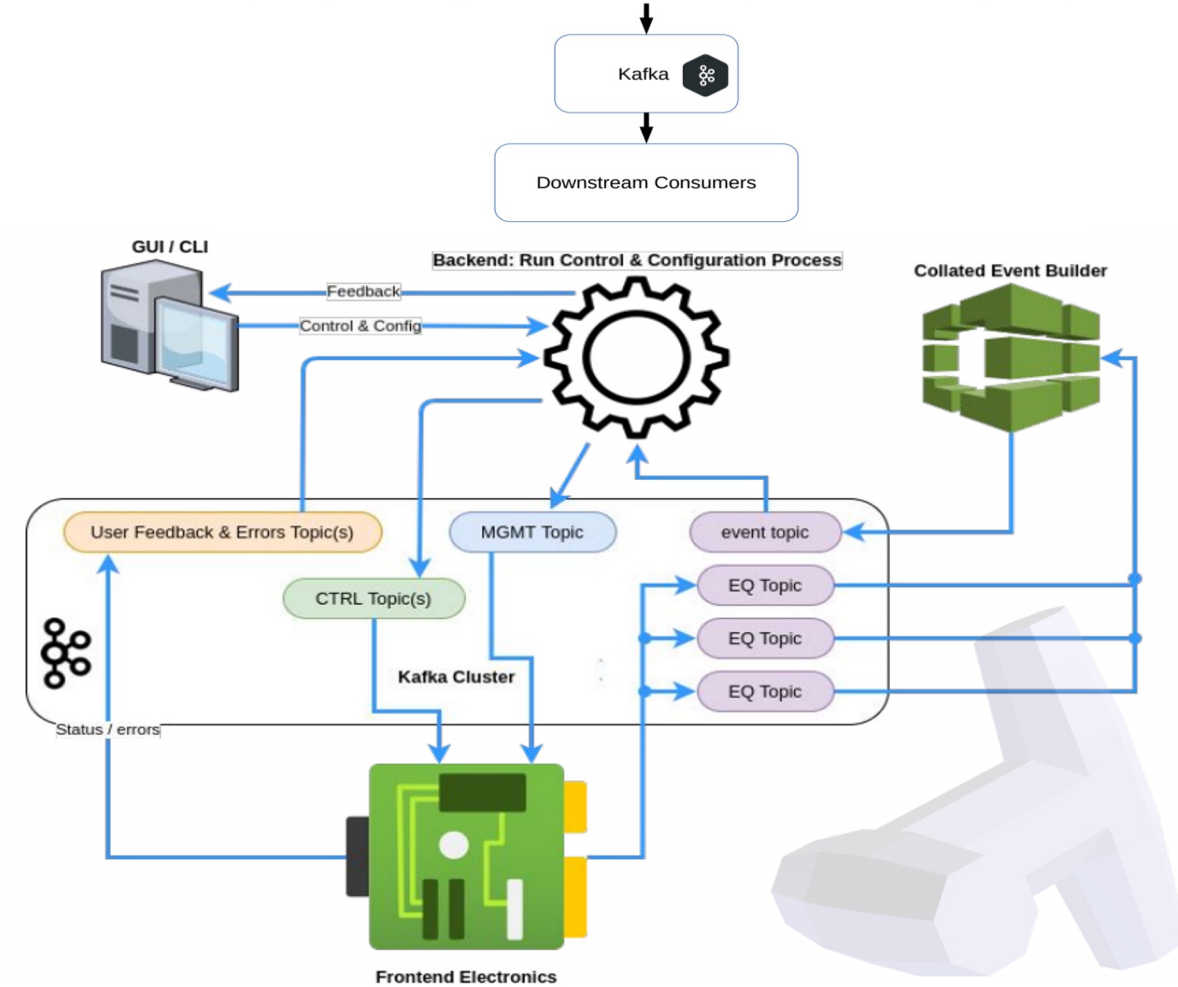 Kafka
Downstream Consumers
GUI / CLI
Backend: Run Control & Configuration Process
Collated Event Builder
Feedback
Control & Config
User Feedback & Errors Topic(s)
MGMT Topic
event topic
CTRL Topic(s)
EQ Topic
EQ Topic
Kafka Cluster
EQ Topic
Status / errors
Frontend Electronics